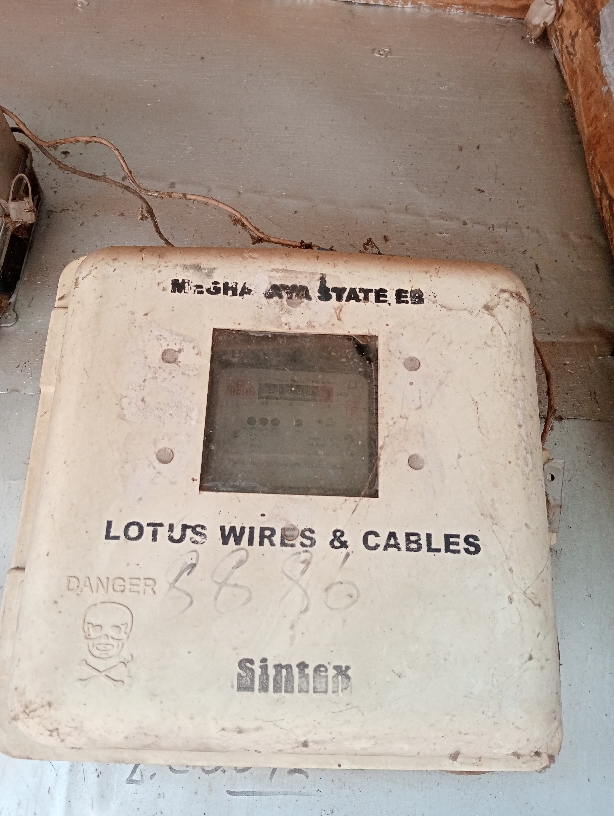 STATE EB
LOTUS WIRES & CABLES
DANGER
8886
Sintex